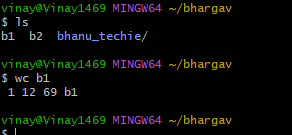 vinay@Vinay1469 MINGW64 ~/bhargav
$ ls
b1  b2  bhanu_techie/
vinay@Vinay1469 MINGW64 ~/bhargav
$ wc b1
 1 12 69 b1
vinay@Vinay1469 MINGW64 ~/bhargav
$